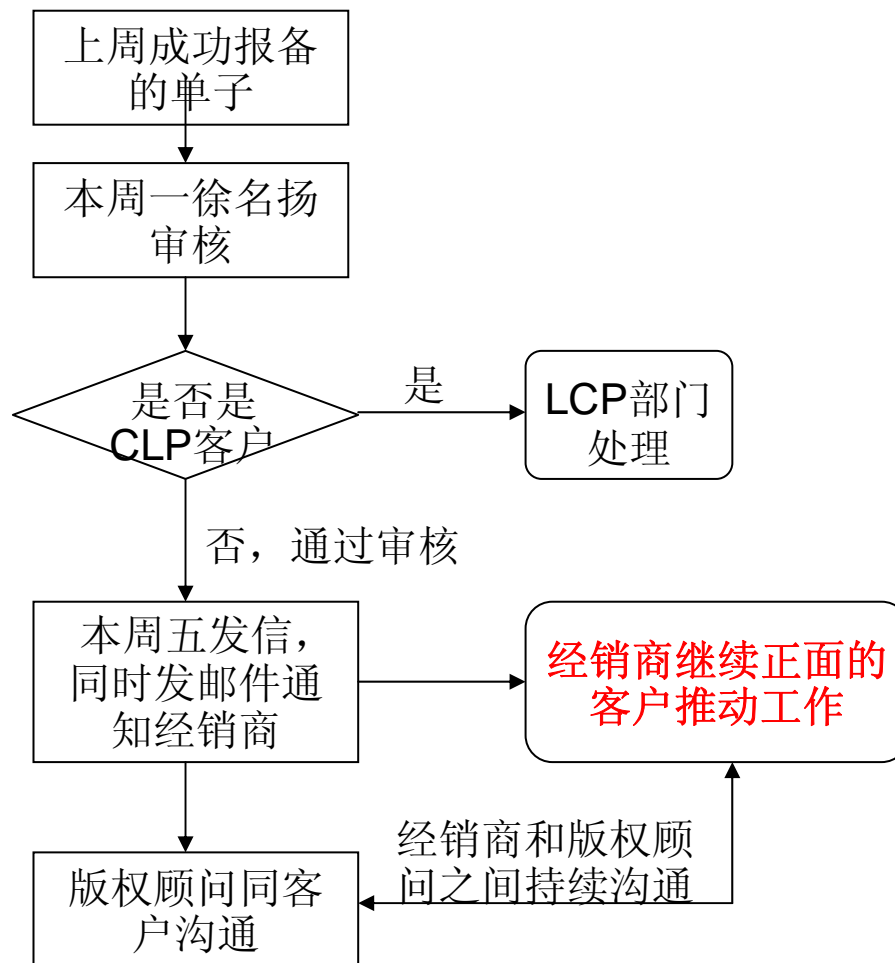 上周成功报备
的单子
本周一徐名扬
审核
是否是
CLP客户
是
LCP部门
处理
否，通过审核
本周五发信，
同时发邮件通
知经销商
经销商继续正面的
客户推动工作
经销商和版权顾
问之间持续沟通
版权顾问同客
户沟通